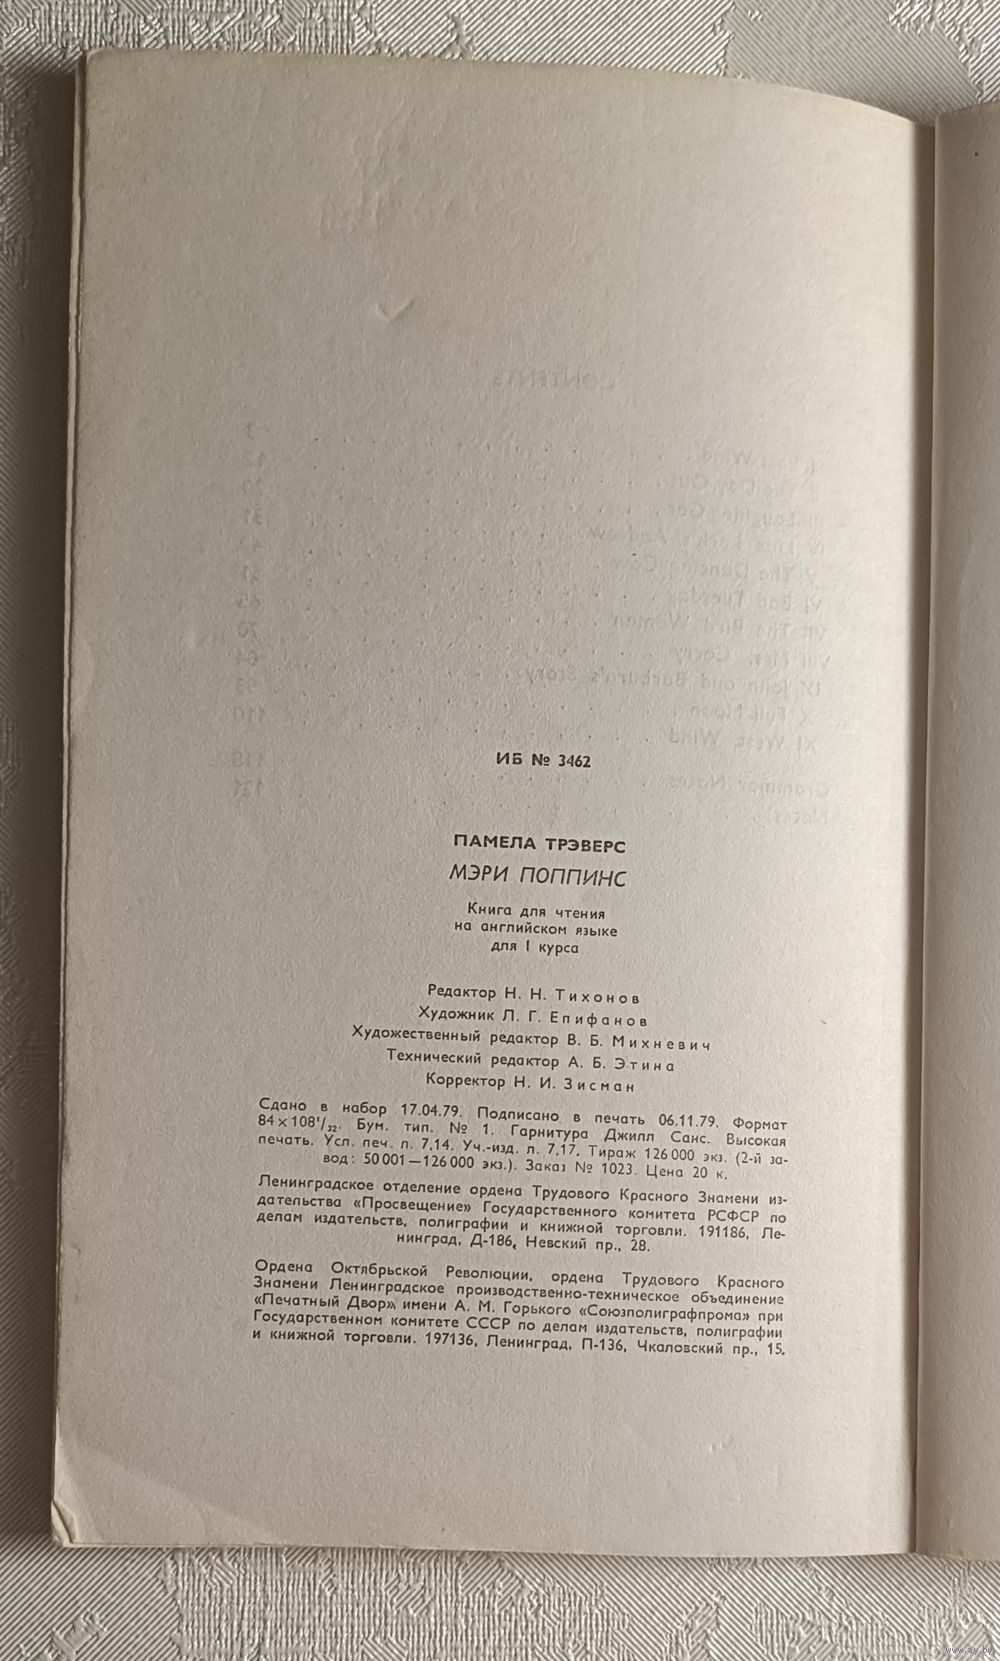 ИБ № 3462
ПАМЕЛА ТРЭВЕРС
МЭРИ ПОППИНС
Книга для чтения
на английском языке
для I курса
Редактор Н. Н. Тихонов
Художник Л. Г. Епифанов
Художественный редактор В. Б. Михневич
Технический редактор А. Б. Этина
Корректор Н. И. Зисман
Сдано в набор 17.04.79. Подписано в печать 06.11.79. Формат
84×108¹/₃₂. Бум. тип. № 1. Гарнитура Джилл Санс. Высокая
печать. Усл. печ. л. 7,14. Уч.-изд. л. 7,17. Тираж 126 000 экз. (2-й за-
вод: 50 001—126 000 экз.). Заказ № 1023. Цена 20 к.
Ленинградское отделение ордена Трудового Красного Знамени из-
дательства «Просвещение» Государственного комитета РСФСР по
делам издательств, полиграфии и книжной торговли. 191186, Ле-
нинград, Д-186, Невский пр., 28.
Ордена Октябрьской Революции, ордена Трудового Красного
Знамени Ленинградское производственно-техническое объединение
«Печатный Двор» имени А. М. Горького «Союзполиграфпрома» при
Государственном комитете СССР по делам издательств, полиграфии
и книжной торговли. 197136, Ленинград, П-136, Чкаловский пр., 15.
www.ay.by